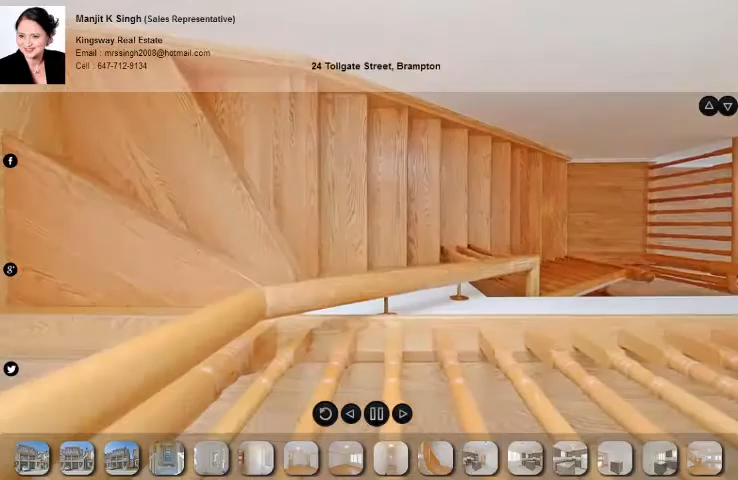 Manjit K Singh (Sales Representative)
Kingsway Real Estate
Email : mrssingh2008@hotmail.com
Cell : 647-712-9134
24 Tollgate Street, Brampton